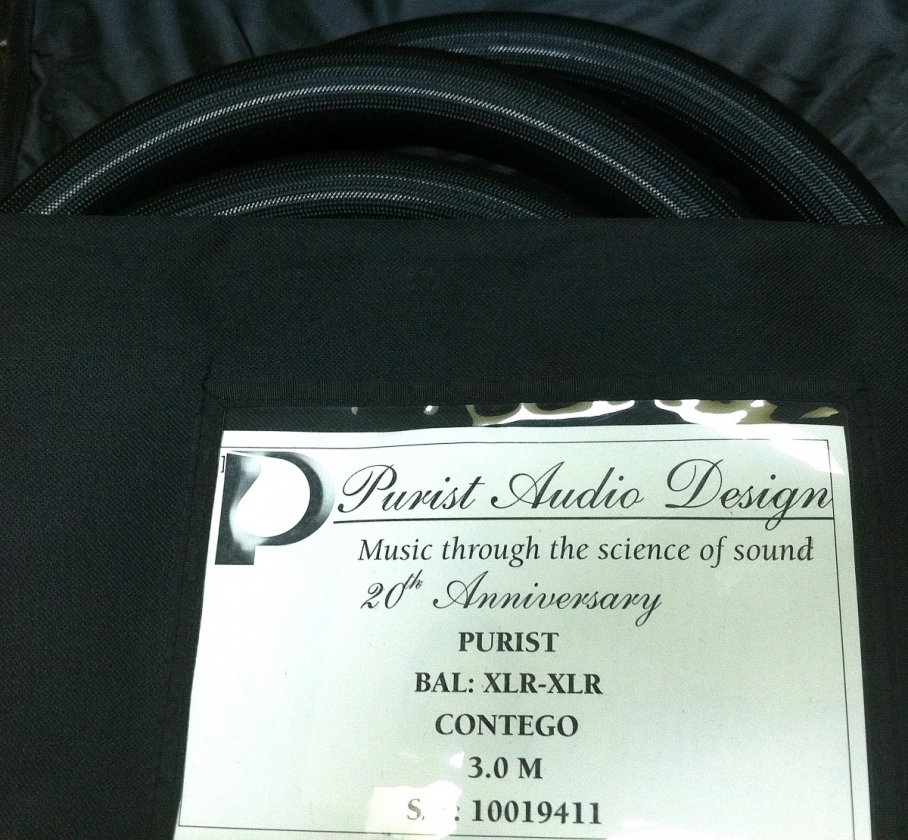 P Purist Audio Design
Music through the science of sound
20th Anniversary
PURIST
BAL: XLR-XLR
CONTEGO
3.0 M
: 10019411